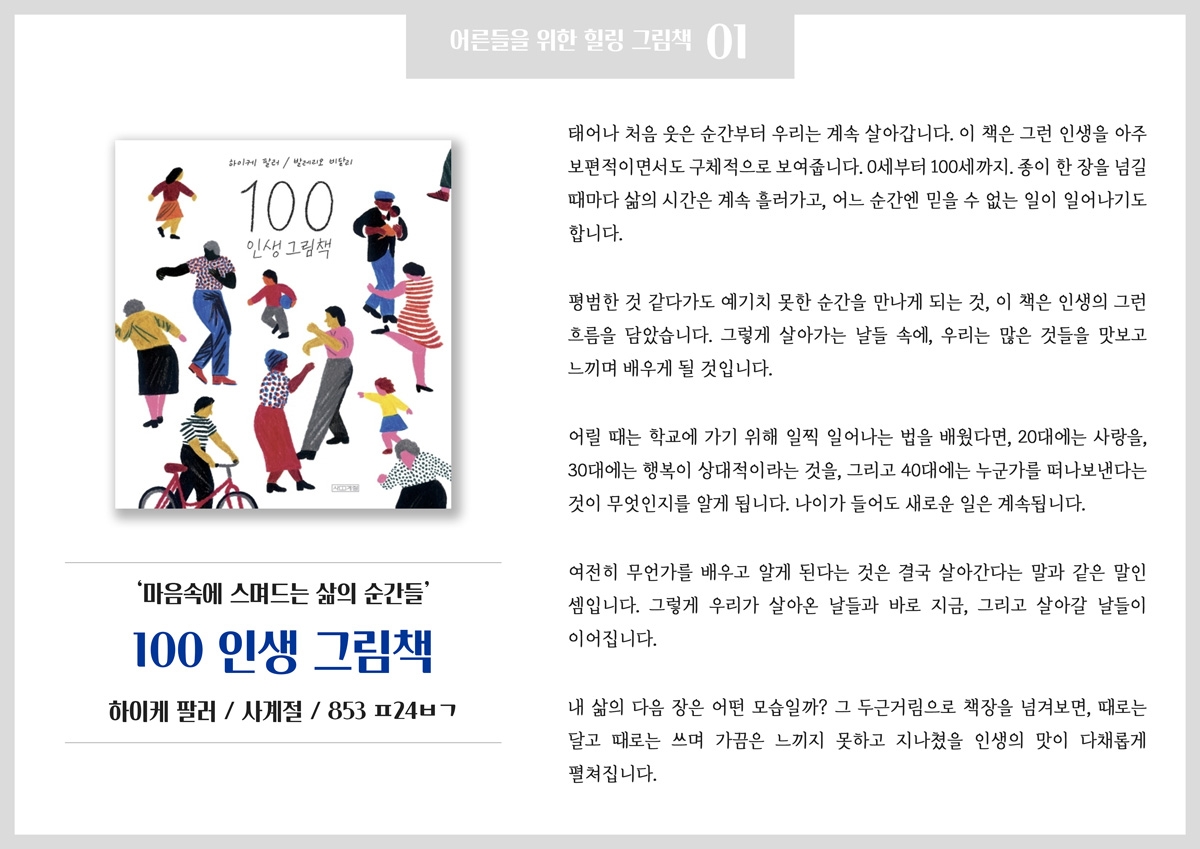 어른들을 위한 힐링 그림책 01
하이케 팔러 / 발레리오 비달리
100
인생 그림책
사계절
‘마음속에 스며드는 삶의 순간들’
100 인생 그림책
하이케 팔러 / 사계절 / 853 ㅍ24ㅂㄱ
태어나 처음 웃은 순간부터 우리는 계속 살아갑니다. 이 책은 그런 인생을 아주
보편적이면서도 구체적으로 보여줍니다. 0세부터 100세까지. 종이 한 장을 넘길
때마다 삶의 시간은 계속 흘러가고, 어느 순간엔 믿을 수 없는 일이 일어나기도
합니다.
평범한 것 같다가도 예기치 못한 순간을 만나게 되는 것, 이 책은 인생의 그런
흐름을 담았습니다. 그렇게 살아가는 날들 속에, 우리는 많은 것들을 맛보고
느끼며 배우게 될 것입니다.
어릴 때는 학교에 가기 위해 일찍 일어나는 법을 배웠다면, 20대에는 사랑을,
30대에는 행복이 상대적이라는 것을, 그리고 40대에는 누군가를 떠나보낸다는
것이 무엇인지를 알게 됩니다. 나이가 들어도 새로운 일은 계속됩니다.
여전히 무언가를 배우고 알게 된다는 것은 결국 살아간다는 말과 같은 말인
셈입니다. 그렇게 우리가 살아온 날들과 바로 지금, 그리고 살아갈 날들이
이어집니다.
내 삶의 다음 장은 어떤 모습일까? 그 두근거림으로 책장을 넘겨보면, 때로는
달고 때로는 쓰며 가끔은 느끼지 못하고 지나쳤을 인생의 맛이 다채롭게
펼쳐집니다.